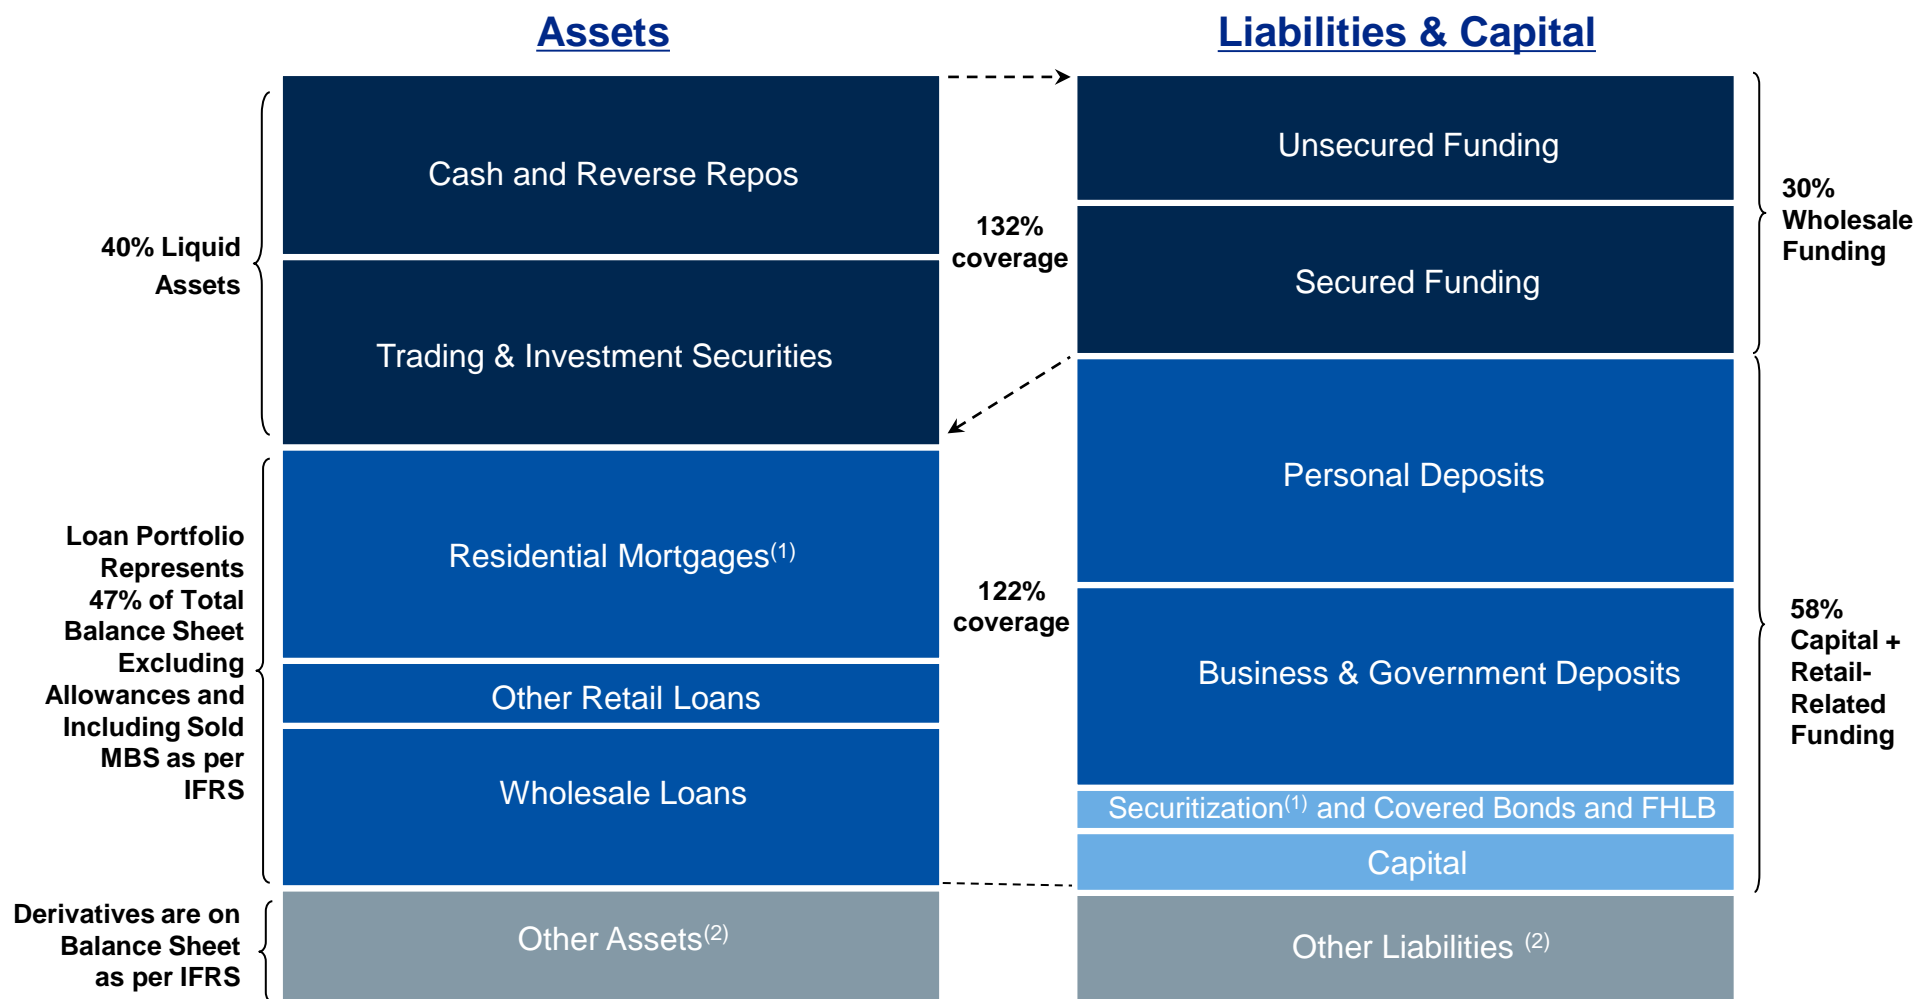 Assets
Liabilities & Capital
40% Liquid
Assets
Cash and Reverse Repos
Trading & Investment Securities
132%
coverage
Unsecured Funding
Secured Funding
30%
Wholesale
Funding
Loan Portfolio
Represents
47% of Total
Balance Sheet
Excluding
Allowances and
Including Sold
MBS as per
IFRS
Residential Mortgages(1)
Other Retail Loans
Wholesale Loans
122%
coverage
Personal Deposits
Business & Government Deposits
Securitization(1) and Covered Bonds and FHLB
Capital
58%
Capital +
Retail-
Related
Funding
Derivatives are on
Balance Sheet
as per IFRS
Other Assets(2)
Other Liabilities (2)